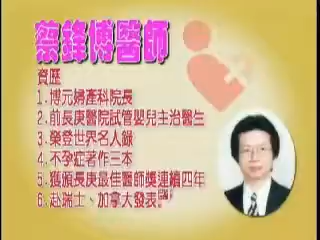 蔡鋒博醫師
資歷
1.博元婦產科院長
2.前長庚醫院試管嬰兒主治醫生
3.榮登世界名人錄
4.不孕症著作三本
5.獲頒長庚最佳醫師獎連續四年
6.赴瑞士、加拿大發表